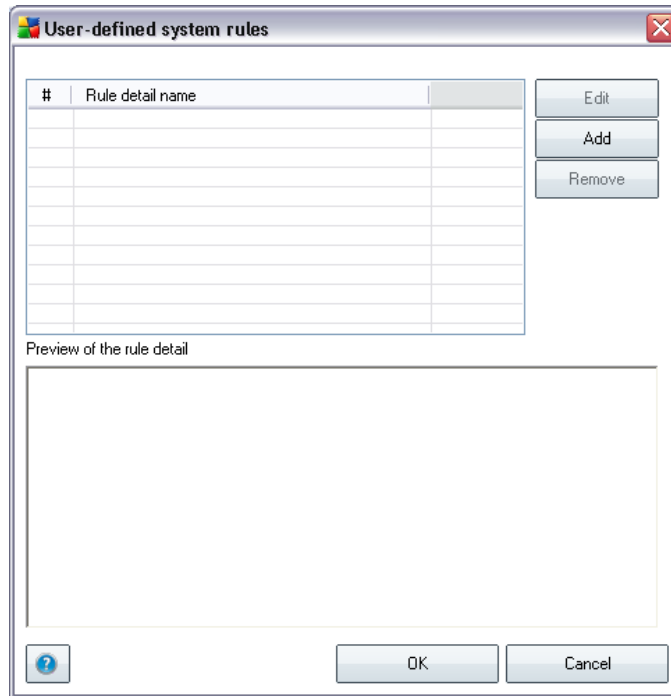 User-defined system rules
# Rule detail name
Edit
Add
Remove
Preview of the rule detail
?
OK
Cancel